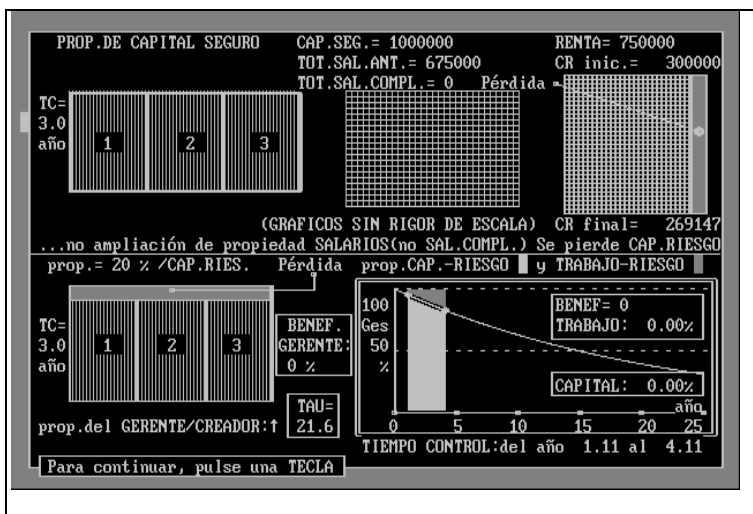 PROP.DE CAPITAL SEGURO CAP.SEG.= 1000000 RENTA= 750000
TOT.SAL.ANT.= 675000 CR inic.= 300000
TOT.SAL.COMPL.= 0 Pérdida
TC=
3.0
año
1 2 3
(GRAFICOS SIN RIGOR DE ESCALA) CR final= 269147
...no ampliación de propiedad SALARIOS(no SAL.COMPL.) Se pierde CAP.RIESGO
prop.= 20 % /CAP.RIES. Pérdida prop.CAP.-RIESGO y TRABAJO-RIESGO
TC=
3.0
año
1 2 3
BENEF.
GERENTE:
0 %
TAU=
21.6
prop.del GERENTE/CREADOR:↑
100
Ges
50
%
BENEF= 0
TRABAJO: 0.00%
CAPITAL: 0.00%
año
0 5 10 15 20 25
TIEMPO CONTROL:del año 1.11 al 4.11
Para continuar, pulse una TECLA